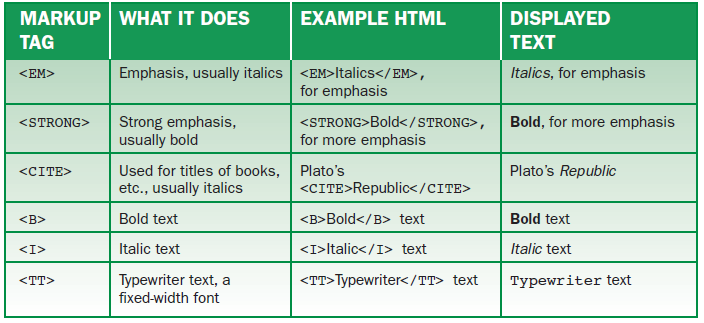 MARKUP TAG WHAT IT DOES EXAMPLE HTML DISPLAYED TEXT
<EM> Emphasis, usually italics <EM>Italics</EM>, for emphasis Italics, for emphasis
<STRONG> Strong emphasis, usually bold <STRONG>Bold</STRONG>, for more emphasis Bold, for more emphasis
<CITE> Used for titles of books, etc., usually italics Plato’s <CITE>Republic</CITE> Plato’s Republic
<B> Bold text <B>Bold</B> text Bold text
<I> Italic text <I>Italic</I> text Italic text
<TT> Typewriter text, a fixed-width font <TT>Typewriter</TT> text Typewriter text